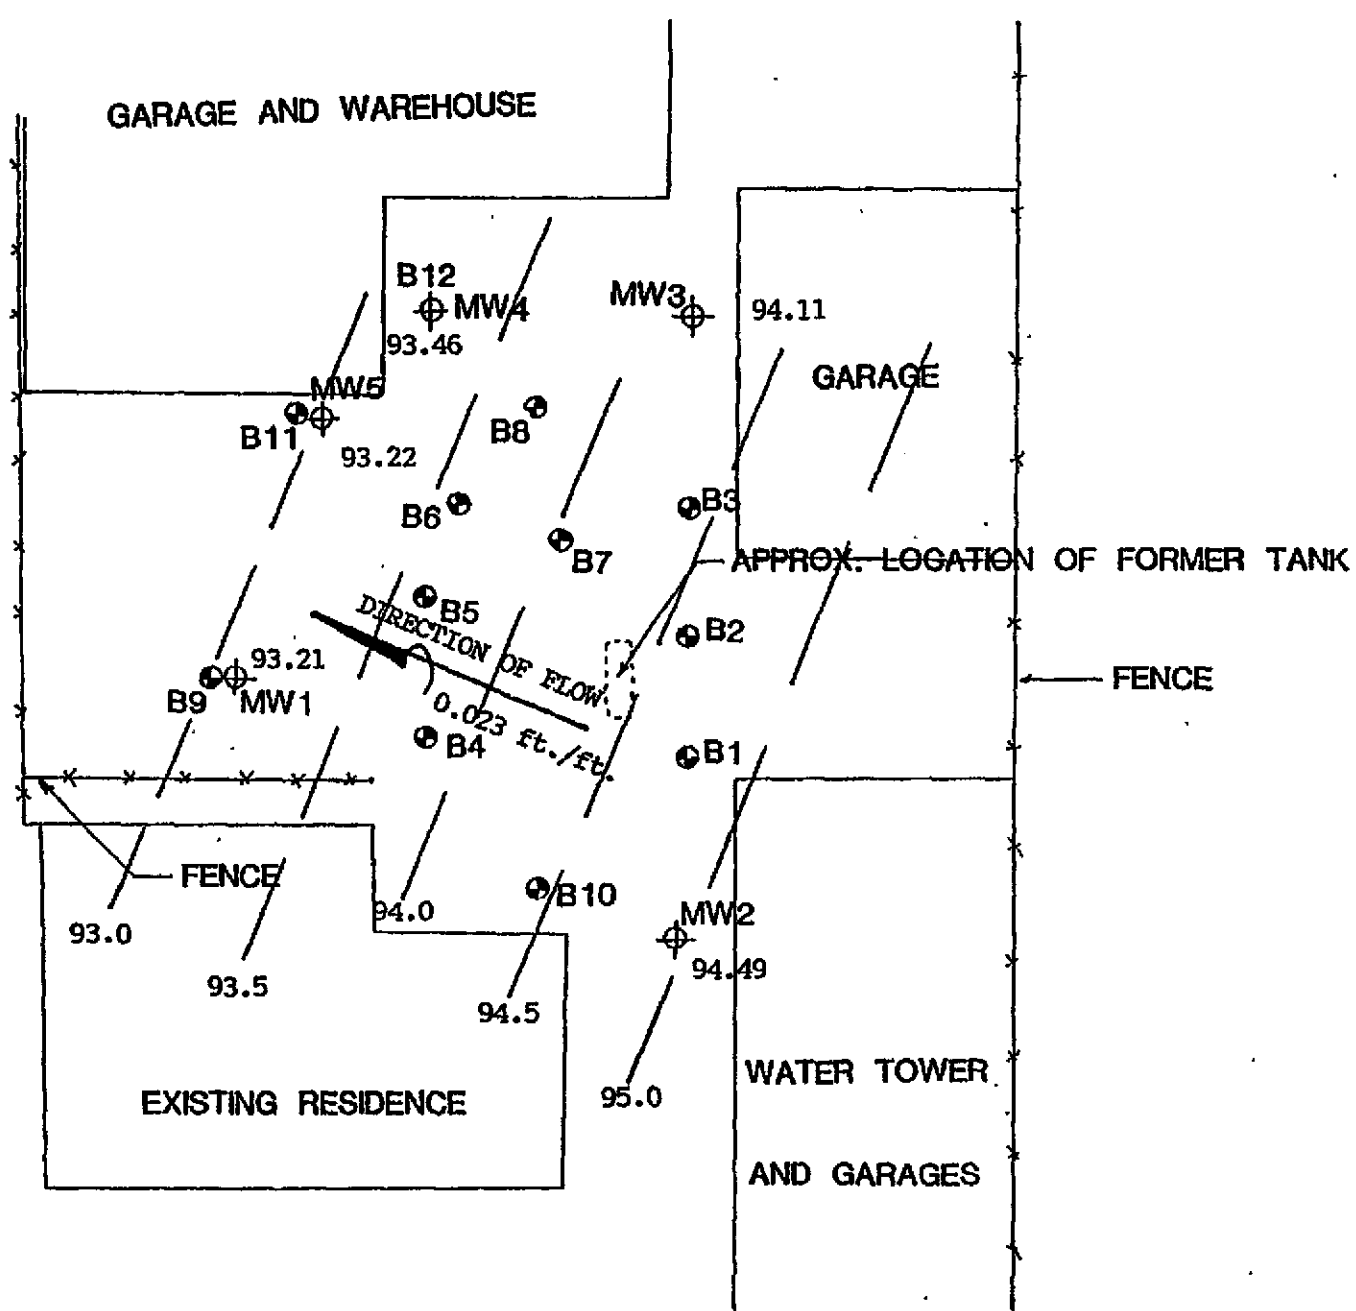 GARAGE AND WAREHOUSE
B12
MW4
93.46
MW3
94.11
GARAGE
MW5
B11
93.22
B8
B6
B3
B7
APPROX. LOCATION OF FORMER TANK
B5
DIRECTION OF FLOW
B2
93.21
B9
MW1
FENCE
0.023 ft./ft.
B4
B1
FENCE
B10
94.0
MW2
93.0
94.49
93.5
94.5
WATER TOWER
AND GARAGES
95.0
EXISTING RESIDENCE